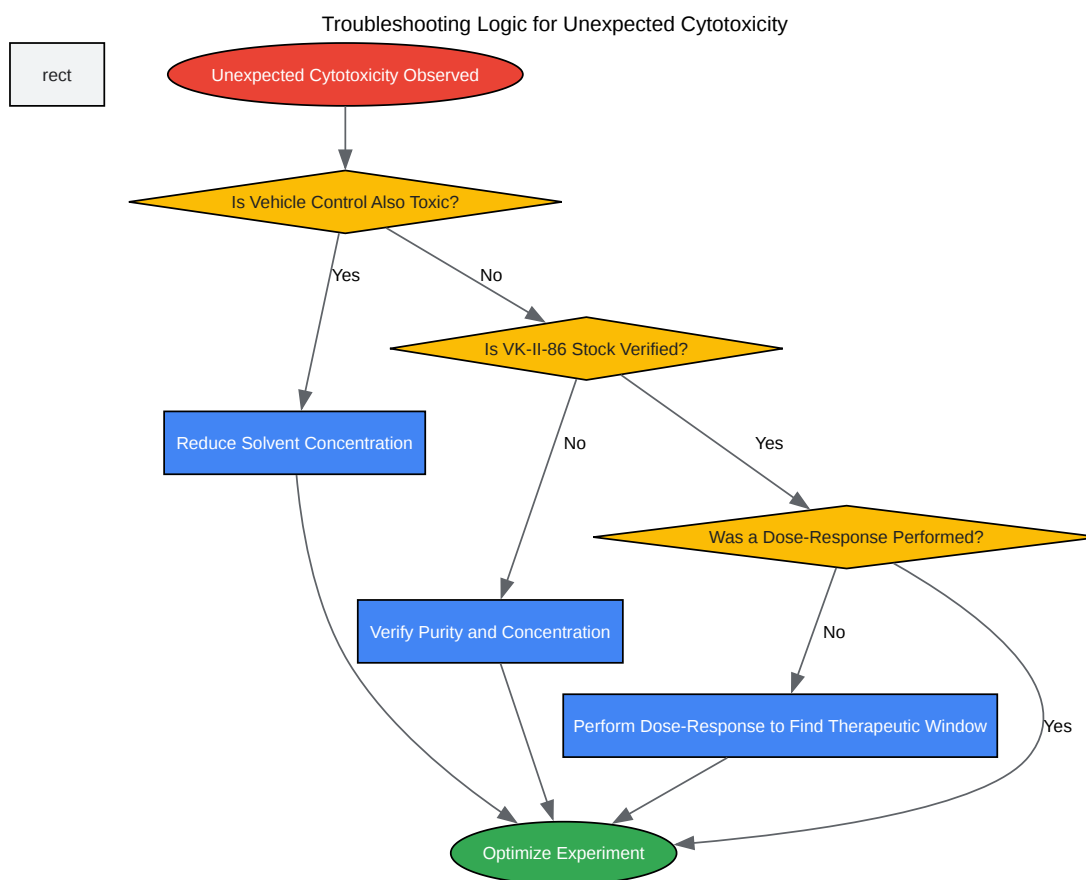 Troubleshooting Logic for Unexpected Cytotoxicity
rect
Unexpected Cytotoxicity Observed
Is Vehicle Control Also Toxic?
Yes
No
Is VK-II-86 Stock Verified?
Reduce Solvent Concentration
No
Yes
Was a Dose-Response Performed?
Verify Purity and Concentration
No
Perform Dose-Response to Find Therapeutic Window
Yes
Optimize Experiment